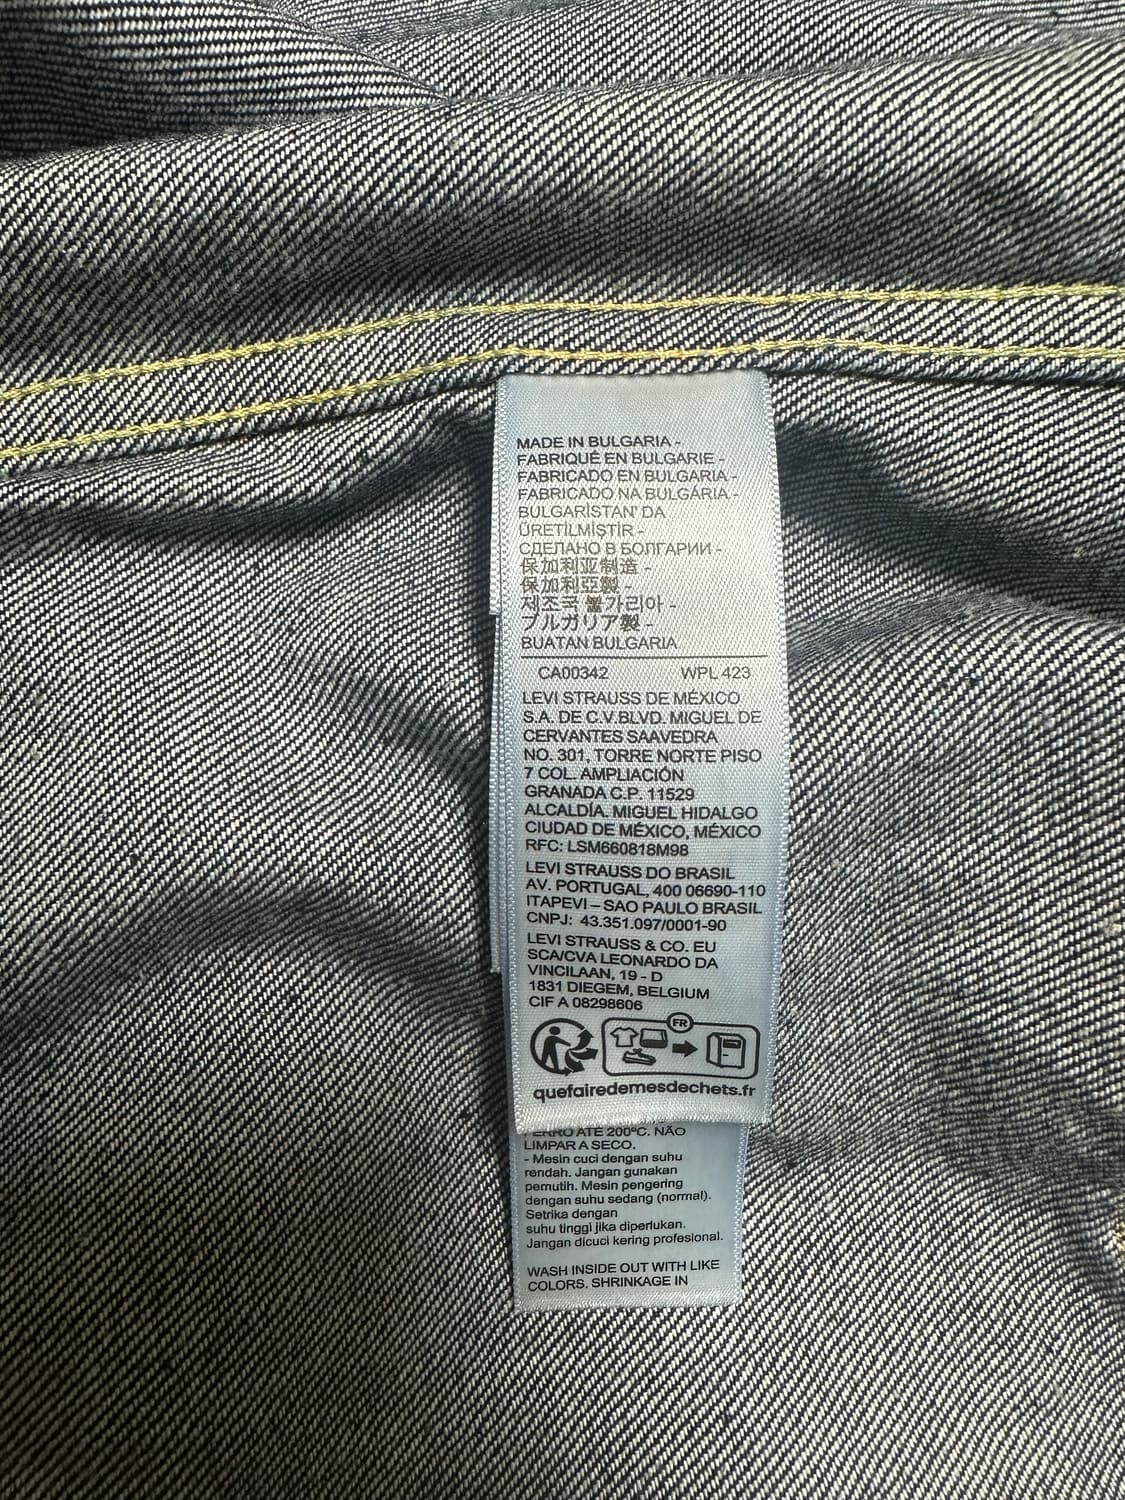 MADE IN BULGARIA -
FABRIQUÉ EN BULGARIE -
FABRICADO EN BULGARIA -
FABRICADO NA BULGÁRIA -
BULGARİSTAN' DA
ÜRETİLMİŞTİR -
СДЕЛАНО В БОЛГАРИИ -
保加利亚制造 -
保加利亞製 -
제조국 불가리아 -
ブルガリア製 -
BUATAN BULGARIA
CA00342 WPL 423
LEVI STRAUSS DE MÉXICO
S.A. DE C.V.BLVD. MIGUEL DE
CERVANTES SAAVEDRA
NO. 301, TORRE NORTE PISO
7 COL. AMPLIACIÓN
GRANADA C.P. 11529
ALCALDÍA. MIGUEL HIDALGO
CIUDAD DE MÉXICO, MÉXICO
RFC: LSM660818M98
LEVI STRAUSS DO BRASIL
AV. PORTUGAL, 400 06690-110
ITAPEVI – SAO PAULO BRASIL
CNPJ: 43.351.097/0001-90
LEVI STRAUSS & CO. EU
SCA/CVA LEONARDO DA
VINCILAAN, 19 - D
1831 DIEGEM, BELGIUM
CIF A 08298606
FR
quefairedemesdechets.fr
FERRO ATÉ 200ºC. NÃO
LIMPAR A SECO.
- Mesin cuci dengan suhu
rendah. Jangan gunakan
pemutih. Mesin pengering
dengan suhu sedang (normal).
Setrika dengan
suhu tinggi jika diperlukan.
Jangan dicuci kering profesional.
WASH INSIDE OUT WITH LIKE
COLORS. SHRINKAGE IN